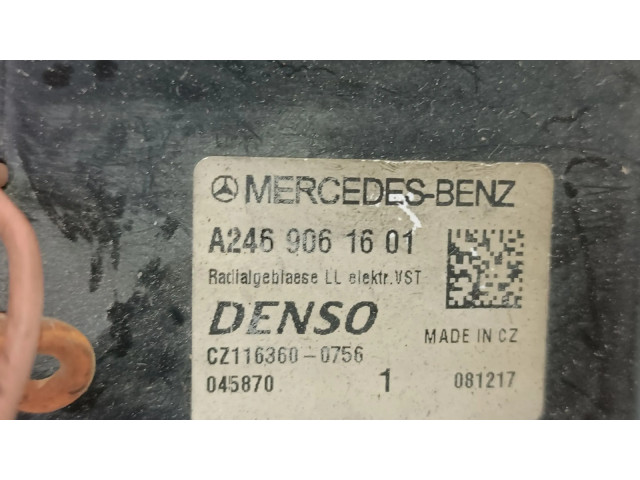 MERCEDES-BENZ
A246 906 16 01
Radialgeblaese LL elektr.VST
DENSO
MADE IN CZ
CZ116360-0756
045870 1 081217